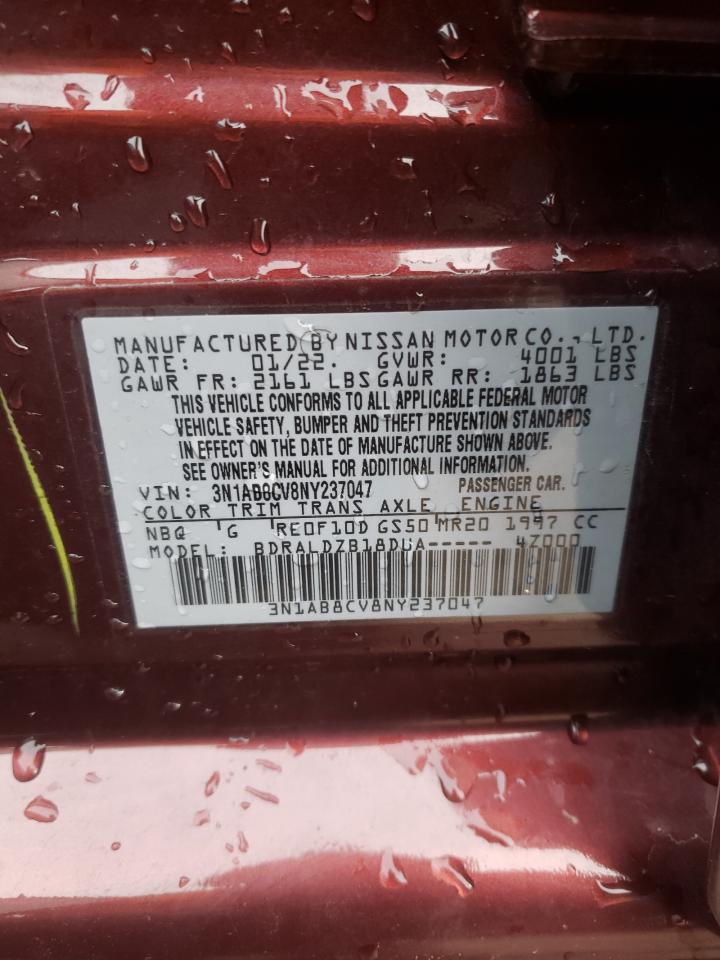 MANUFACTURED BY NISSAN MOTOR CO., LTD.
DATE: 01/22. GVWR: 4001 LBS
GAWR FR: 2161 LBS GAWR RR: 1863 LBS
THIS VEHICLE CONFORMS TO ALL APPLICABLE FEDERAL MOTOR
VEHICLE SAFETY, BUMPER AND THEFT PREVENTION STANDARDS
IN EFFECT ON THE DATE OF MANUFACTURE SHOWN ABOVE.
SEE OWNER'S MANUAL FOR ADDITIONAL INFORMATION.
VIN: 3N1AB8CV8NY237047 PASSENGER CAR.
COLOR TRIM TRANS AXLE ENGINE
NBQ 'G 'RE0F10D GS50 'MR20 1997 CC
MODEL: BDRALDZB18DUA----- 4Z000
3N1AB8CV8NY237047